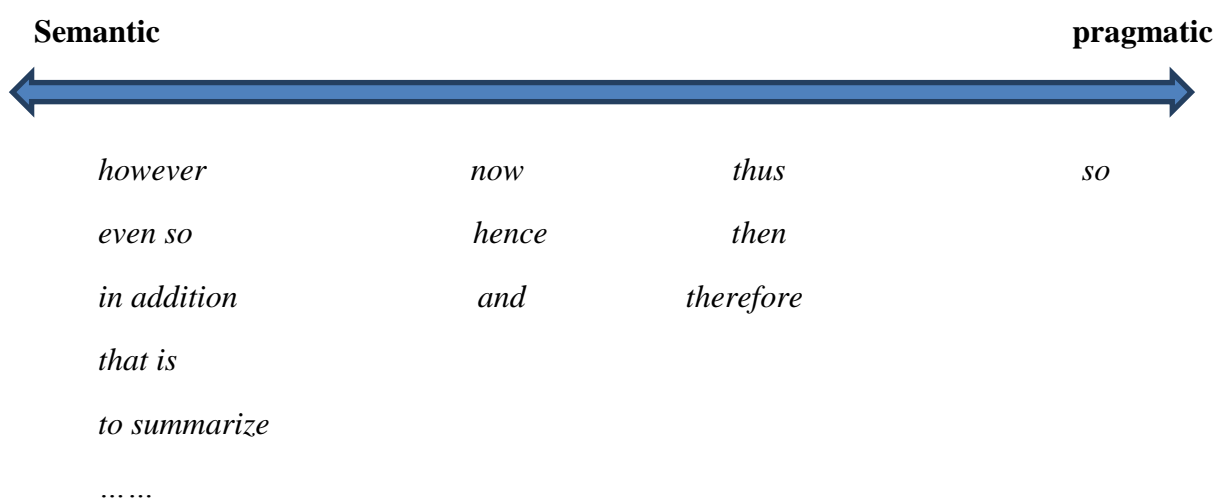 Semantic pragmatic
however now thus so
even so hence then
in addition and therefore
that is
to summarize
……